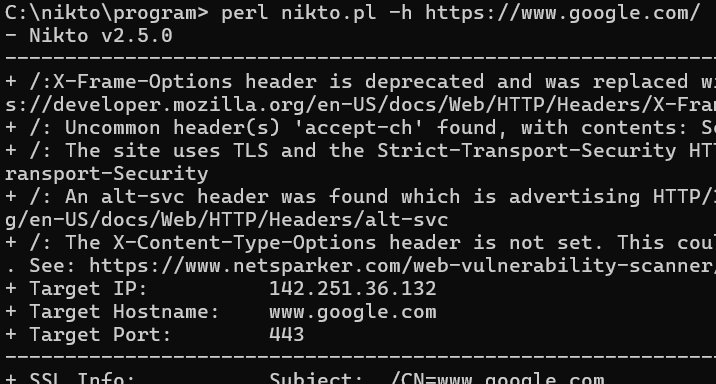 C:\nikto\program> perl nikto.pl -h https://www.google.com/
- Nikto v2.5.0
---------------------------------------------------------------------------
+ /:X-Frame-Options header is deprecated and was replaced wi
s://developer.mozilla.org/en-US/docs/Web/HTTP/Headers/X-Fram
+ /: Uncommon header(s) 'accept-ch' found, with contents: Se
+ /: The site uses TLS and the Strict-Transport-Security HTT
ransport-Security
+ /: An alt-svc header was found which is advertising HTTP/3
g/en-US/docs/Web/HTTP/Headers/alt-svc
+ /: The X-Content-Type-Options header is not set. This coul
. See: https://www.netsparker.com/web-vulnerability-scanner/
+ Target IP:          142.251.36.132
+ Target Hostname:    www.google.com
+ Target Port:        443
---------------------------------------------------------------------------
+ SSL Info:           Subject:  /CN=www.google.com